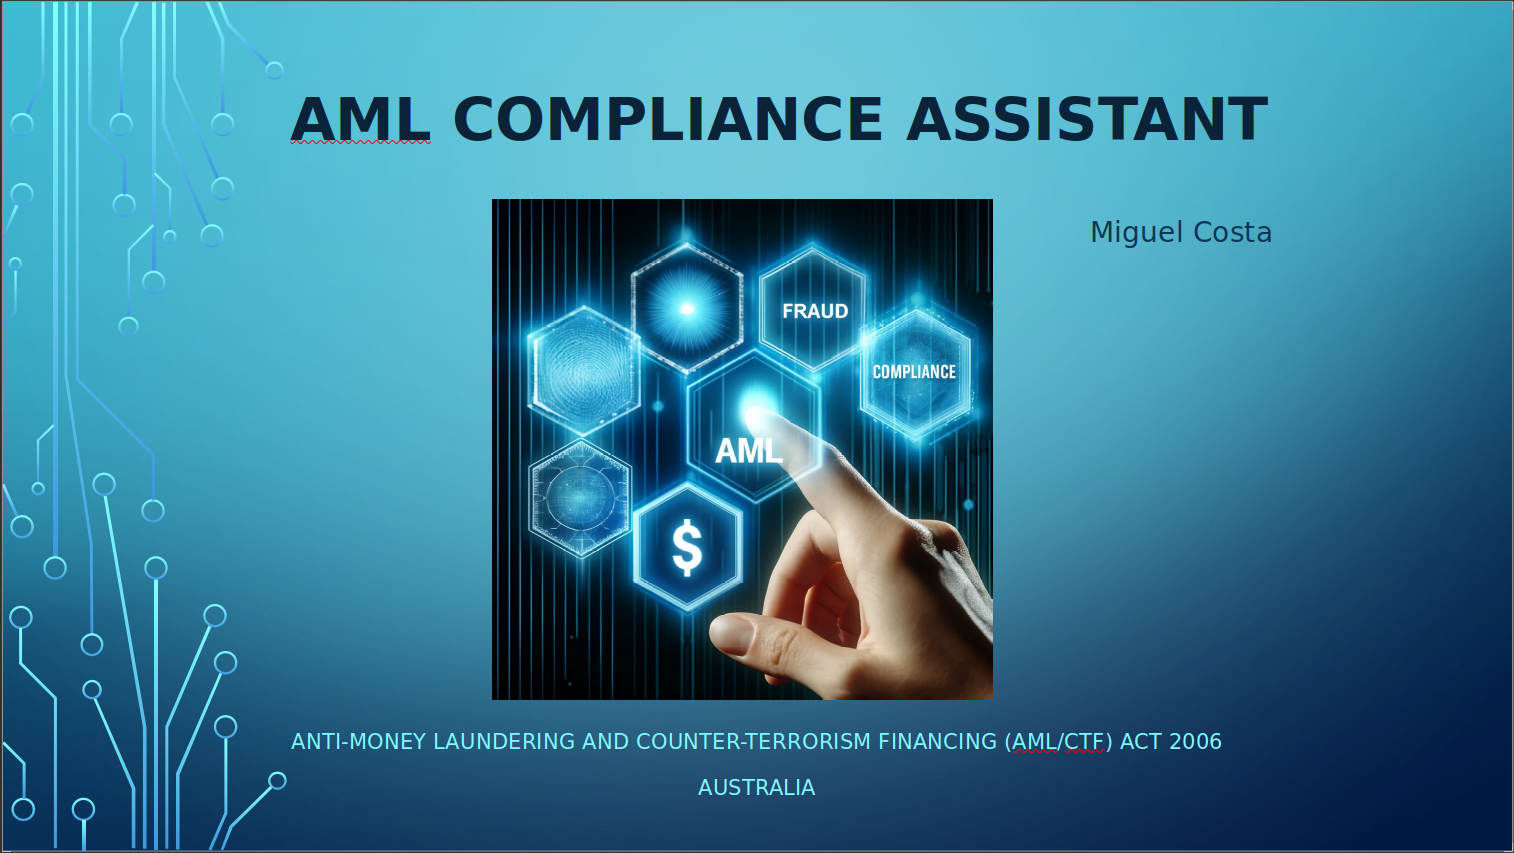 AML COMPLIANCE ASSISTANT
Miguel Costa
FRAUD
COMPLIANCE
AML
$
ANTI-MONEY LAUNDERING AND COUNTER-TERRORISM FINANCING (AML/CTF) ACT 2006
AUSTRALIA